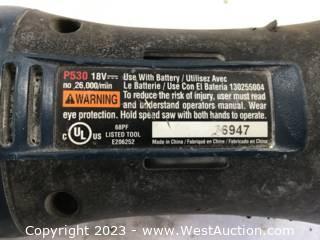 P530 18V⎓ Use With Battery / Utilisez Avec
no 26,000/min Le Batterie / Use Con El Bateria 130255004
WARNING To reduce the risk of injury, user must read
and understand operators manual. Wear
eye protection. Hold speed saw with both hands to operate.
C UL US
68PF
LISTED TOOL
E206252
6947
Made in China / Fabriqué en Chine / Fabricado en China
Copyright 2023 - WestAuction.com